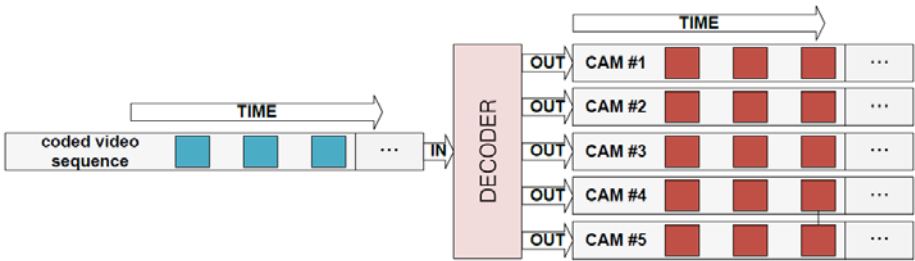 TIME
OUT CAM #1 ...
TIME
OUT CAM #2 ...
coded video
sequence
... IN DECODER OUT CAM #3 ...
OUT CAM #4 ...
OUT CAM #5 ...